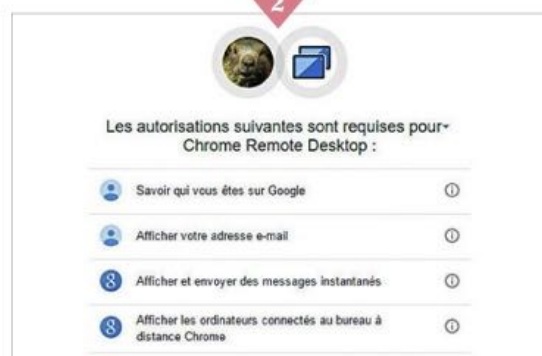 2
Les autorisations suivantes sont requises pour
Chrome Remote Desktop :
Savoir qui vous êtes sur Google
Afficher votre adresse e-mail
Afficher et envoyer des messages instantanés
Afficher les ordinateurs connectés au bureau à
distance Chrome